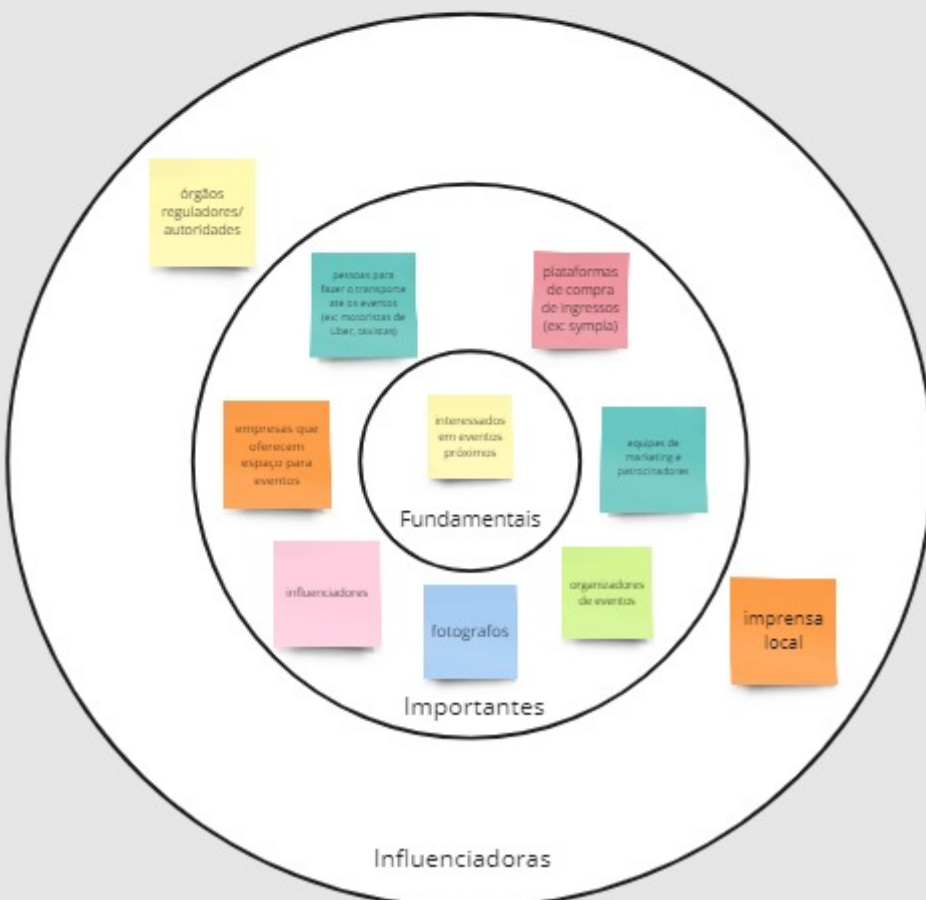 órgãos
reguladores/
autoridades
pessoas para
fazer o transporte
ate os eventos
(ex: motoristas de
Uber, taxistas)
plataformas
de compra
de ingressos
(ex: sympla)
empresas que
oferecem
espaço para
eventos
interessados
em eventos
próximos
Fundamentais
equipes de
marketing e
patrocinadores
influenciadores
fotografos
organizadores
de eventos
imprensa
local
Importantes
Influenciadoras